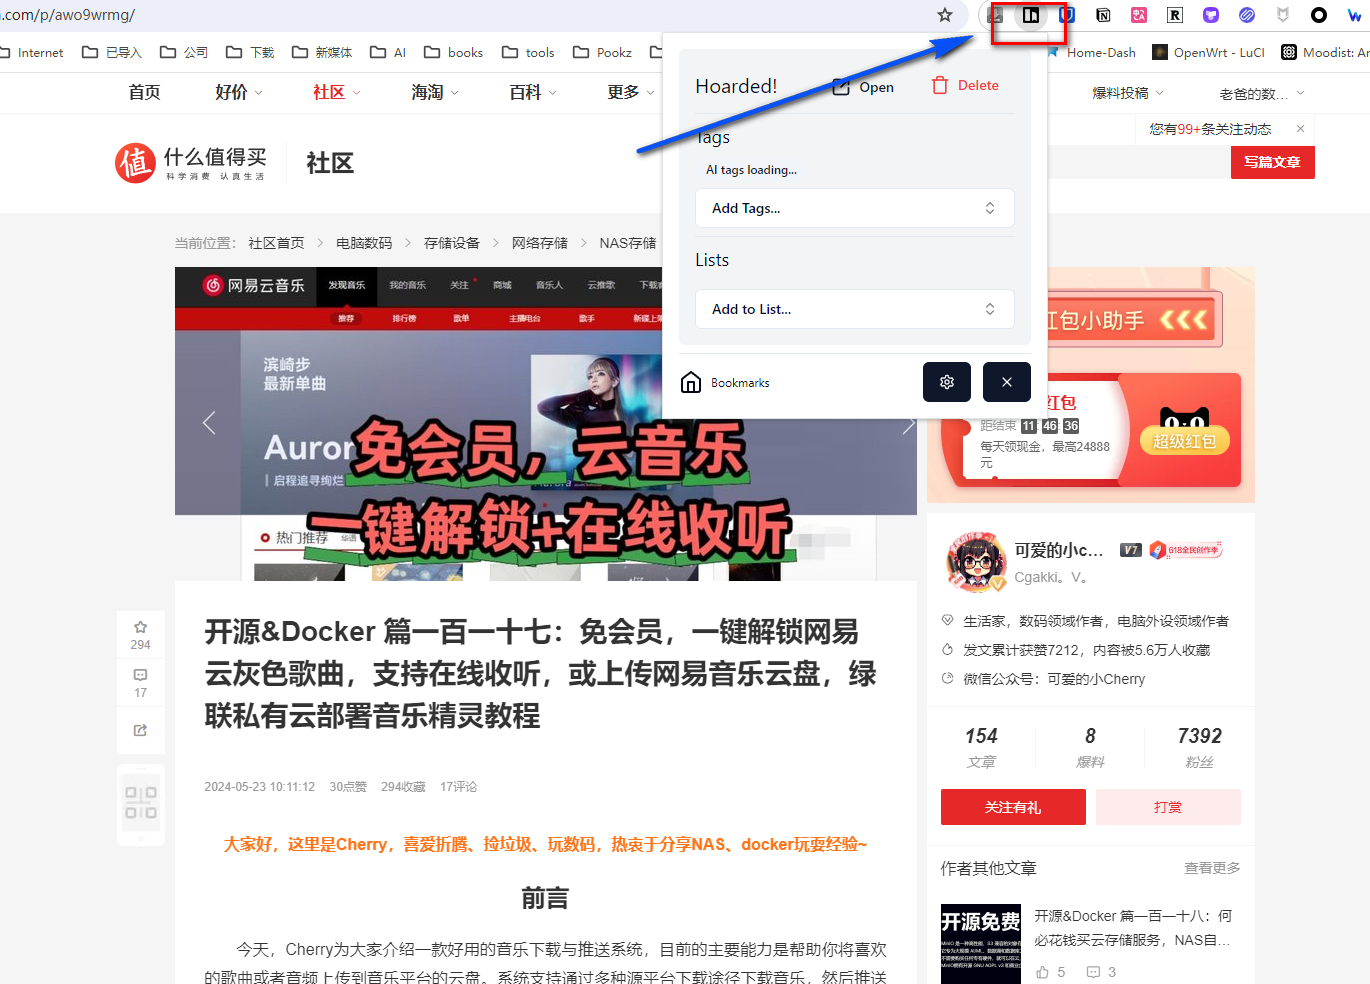 .com/p/awo9wrmg/
Internet 已导入 公司 下载 新媒体 AI books tools Pookz Home-Dash OpenWrt - LuCI Moodist: Am
首页 好价 社区 海淘 百科 更多 爆料投稿 老爸的数...
Hoarded! Open Delete
您有99+条关注动态
Tags
什么值得买 社区
科学消费 认真生活
写篇文章
AI tags loading...
Add Tags...
当前位置： 社区首页 电脑数码 存储设备 网络存储 NAS存储
Lists
Add to List...
Bookmarks
网易云音乐 发现音乐 我的音乐 关注 商城 音乐人 云推歌
推荐 排行榜 歌单 主播电台 歌手
滨崎步
最新单曲
Auror
启程追寻绚烂
免会员，云音乐
一键解锁+在线收听
热门推荐 华语
红包小助手
红包
距结束 11 46 36
每天领现金，最高24888
元
超级红包
可爱的小c... V7 618全民创作季
Cgakki。V。
生活家，数码领域作者，电脑外设领域作者
发文累计获赞7212，内容被5.6万人收藏
微信公众号：可爱的小Cherry
154 8 7392
文章 爆料 粉丝
关注有礼 打赏
294
17
开源&Docker 篇一百一十七：免会员，一键解锁网易
云灰色歌曲，支持在线收听，或上传网易音乐云盘，绿
联私有云部署音乐精灵教程
2024-05-23 10:11:12 30点赞 294收藏 17评论
大家好，这里是Cherry，喜爱折腾、捡垃圾、玩数码，热衷于分享NAS、docker玩耍经验~
前言
今天，Cherry为大家介绍一款好用的音乐下载与推送系统，目前的主要能力是帮助你将喜欢
的歌曲或者音频上传到音乐平台的云盘。系统支持通过多种源平台下载途径下载音乐，然后推送
作者其他文章 查看更多
开源免费
开源&Docker 篇一百一十八：何
必花钱买云存储服务，NAS自...
5 3